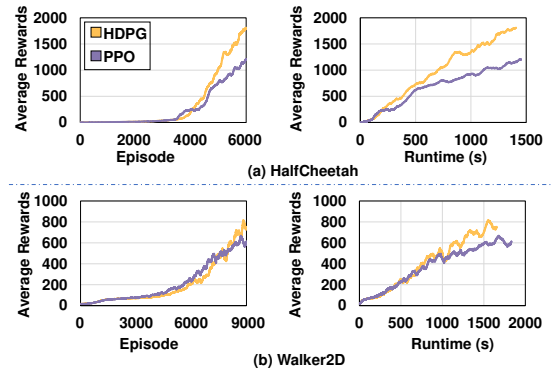 HDPG
PPO
Average Rewards
2000
1500
1000
500
0
0 2000 4000 6000
Episode
Average Rewards
2000
1500
1000
500
0
0 500 1000 1500
Runtime (s)
(a) HalfCheetah
Average Rewards
1000
800
600
400
200
0
0 3000 6000 9000
Episode
Average Rewards
1000
800
600
400
200
0
0 500 1000 1500 2000
Runtime (s)
(b) Walker2D